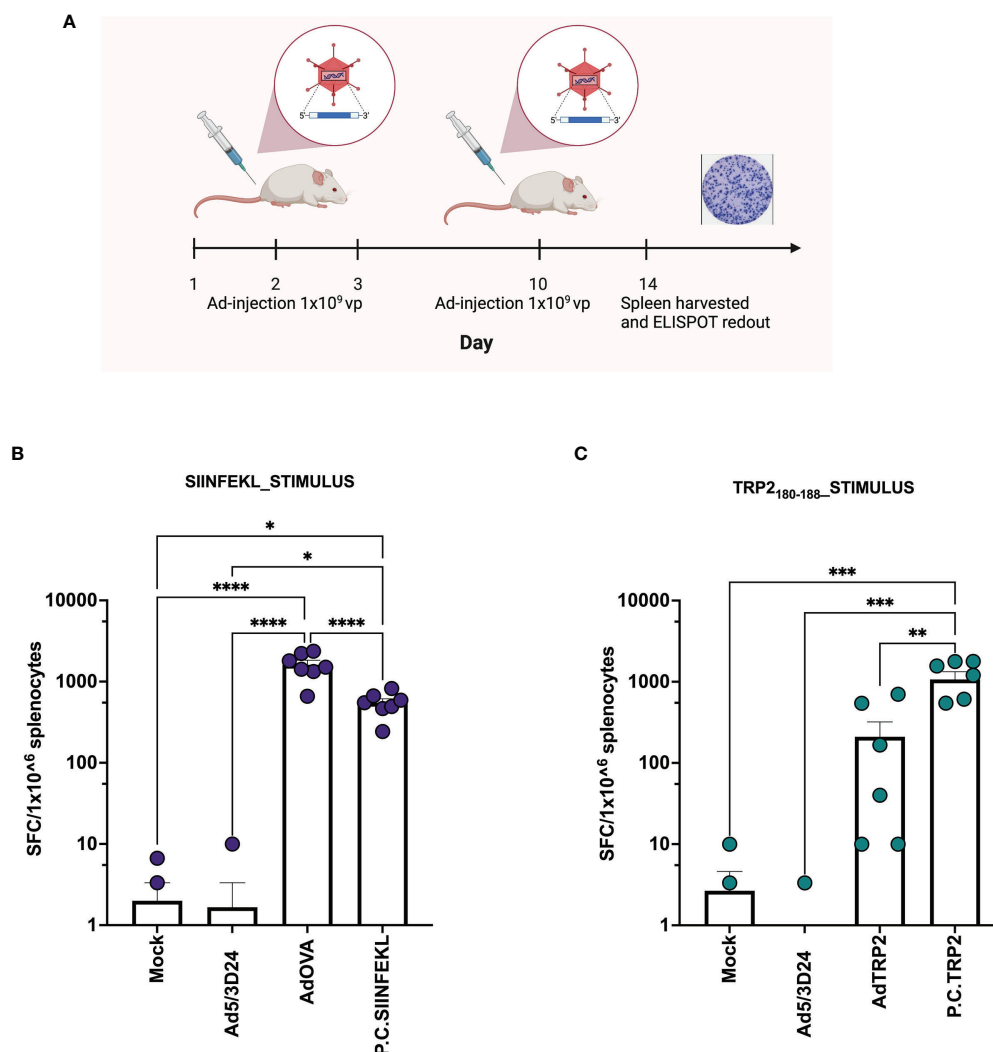 A
5' 3'
5' 3'
1 2 3 10 14
Ad-injection 1x10⁹ vp Ad-injection 1x10⁹ vp Spleen harvested
and ELISPOT redout
Day
B
SIINFEKL_STIMULUS
*
*
****
**** ****
10000
1000
100
10
1
SFC/1x10^⁶ splenocytes
Mock
Ad5/3D24
AdOVA
P.C.SIINFEKL
C
TRP2₁₈₀₋₁₈₈_STIMULUS
***
***
**
10000
1000
100
10
1
SFC/1x10^⁶ splenocytes
Mock
Ad5/3D24
AdTRP2
P.C.TRP2